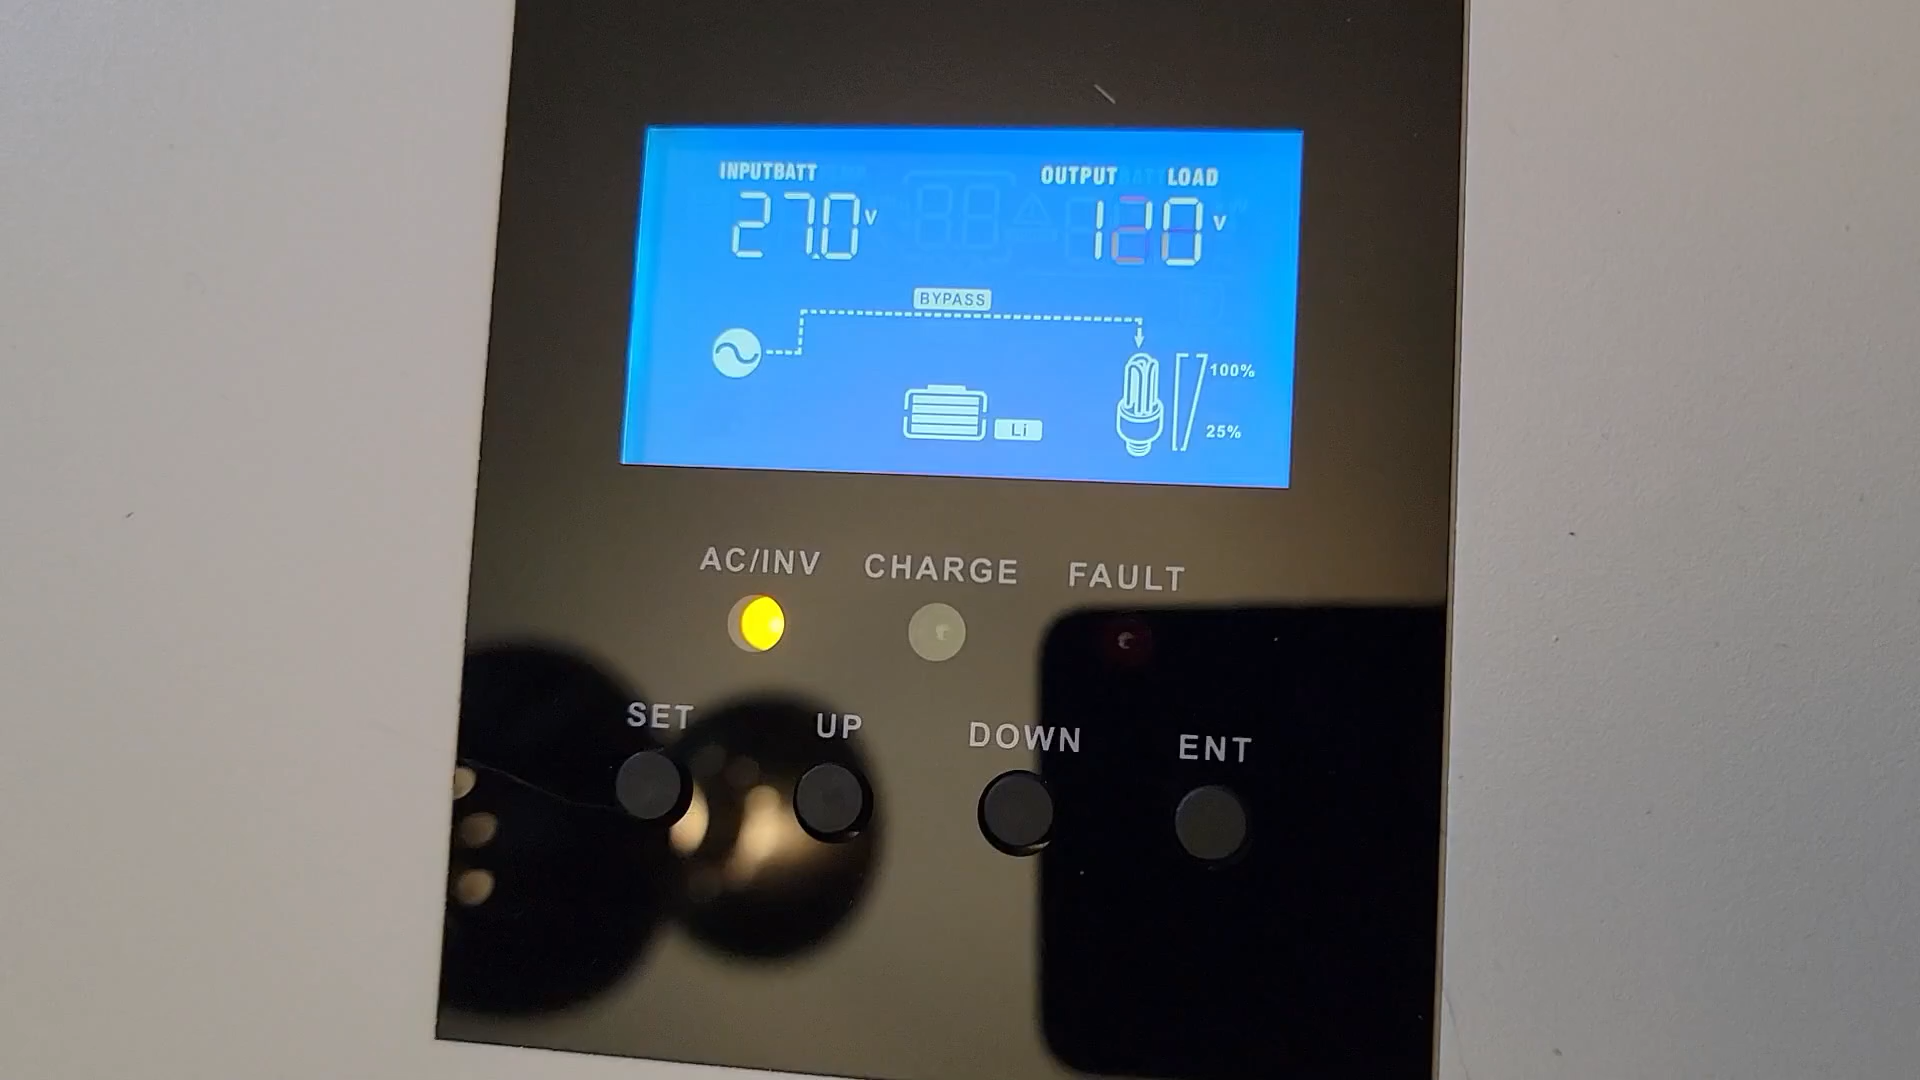 INPUTBATT OUTPUT LOAD
27.0V 120V
BYPASS
100%
Li 25%
AC/INV CHARGE FAULT
SET UP DOWN ENT